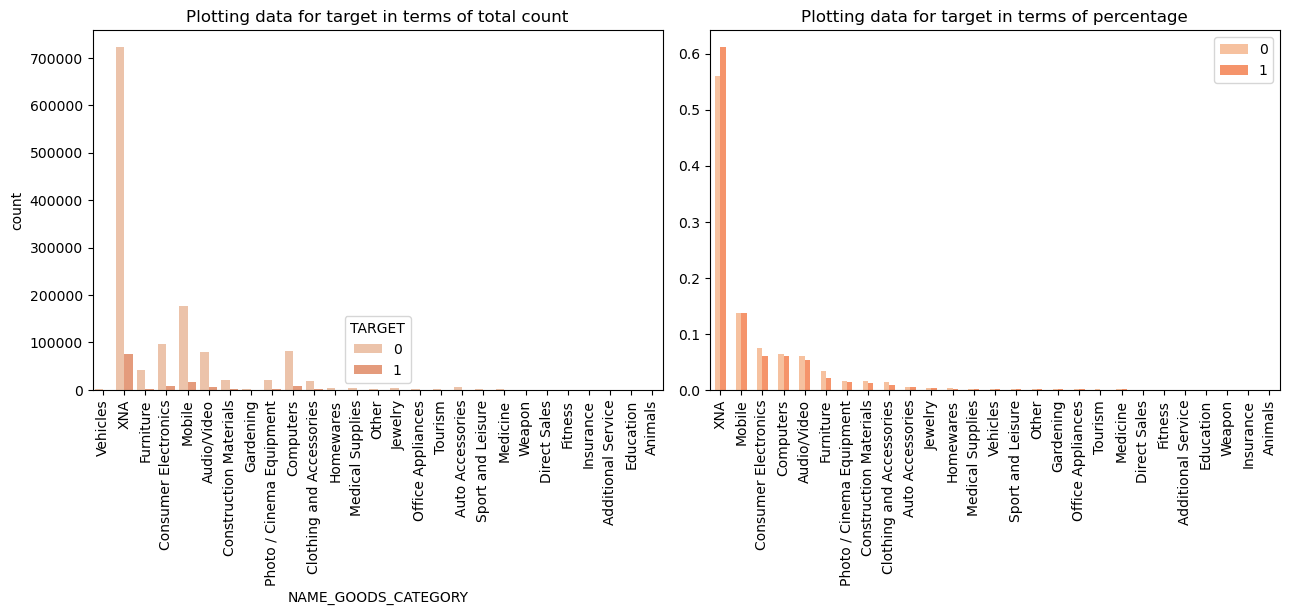 Plotting data for target in terms of total count
count
700000
600000
500000
400000
300000
200000
100000
0
TARGET
0
1
Vehicles
XNA
Furniture
Consumer Electronics
Mobile
Audio/Video
Construction Materials
Gardening
Photo / Cinema Equipment
Computers
Clothing and Accessories
Homewares
Medical Supplies
Other
Jewelry
Office Appliances
Tourism
Auto Accessories
Sport and Leisure
Medicine
Weapon
Direct Sales
Fitness
Insurance
Additional Service
Education
Animals
NAME_GOODS_CATEGORY
Plotting data for target in terms of percentage
0.6
0.5
0.4
0.3
0.2
0.1
0.0
0
1
XNA
Mobile
Consumer Electronics
Computers
Audio/Video
Furniture
Photo / Cinema Equipment
Construction Materials
Clothing and Accessories
Auto Accessories
Jewelry
Homewares
Medical Supplies
Vehicles
Sport and Leisure
Other
Gardening
Office Appliances
Tourism
Medicine
Direct Sales
Fitness
Additional Service
Education
Weapon
Insurance
Animals